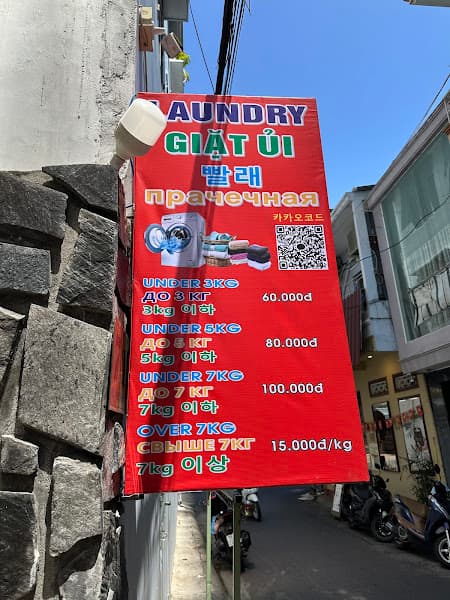 AUNDRY
GIẶT ỦI
빨래
прачечная
카카오코드
UNDER 3KG
ДО 3 КГ
3kg 이하
60.000đ
UNDER 5KG
ДО 5 КГ
5kg 이하
80.000đ
UNDER 7KG
ДО 7 КГ
7kg 이하
100.000đ
OVER 7KG
СВЫШЕ 7КГ
7kg 이상
15.000đ/kg